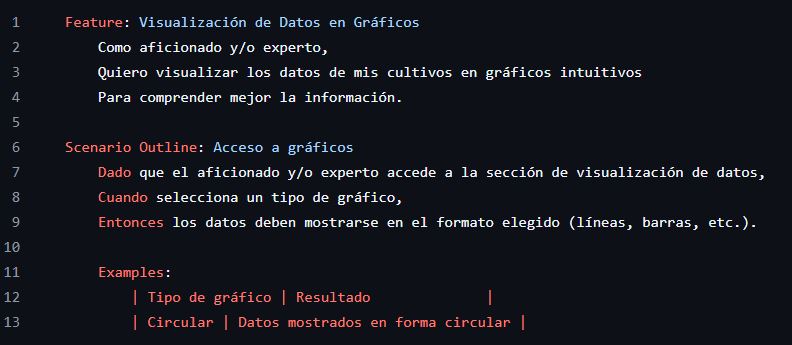 1 Feature: Visualización de Datos en Gráficos
2 Como aficionado y/o experto,
3 Quiero visualizar los datos de mis cultivos en gráficos intuitivos
4 Para comprender mejor la información.
5
6 Scenario Outline: Acceso a gráficos
7 Dado que el aficionado y/o experto accede a la sección de visualización de datos,
8 Cuando selecciona un tipo de gráfico,
9 Entonces los datos deben mostrarse en el formato elegido (líneas, barras, etc.).
10
11 Examples:
12 | Tipo de gráfico | Resultado |
13 | Circular | Datos mostrados en forma circular |